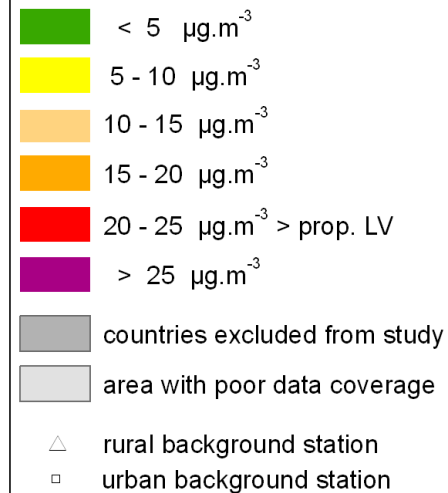 < 5 µg.m-3
5 - 10 µg.m-3
10 - 15 µg.m-3
15 - 20 µg.m-3
20 - 25 µg.m-3 > prop. LV
> 25 µg.m-3
countries excluded from study
area with poor data coverage
rural background station
urban background station